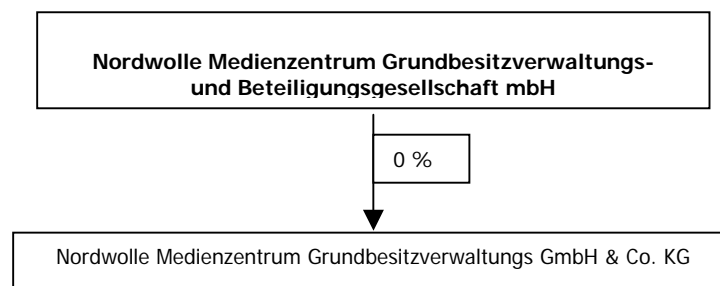 Nordwolle Medienzentrum Grundbesitzverwaltungs-
und Beteiligungsgesellschaft mbH
0 %
Nordwolle Medienzentrum Grundbesitzverwaltungs GmbH & Co. KG